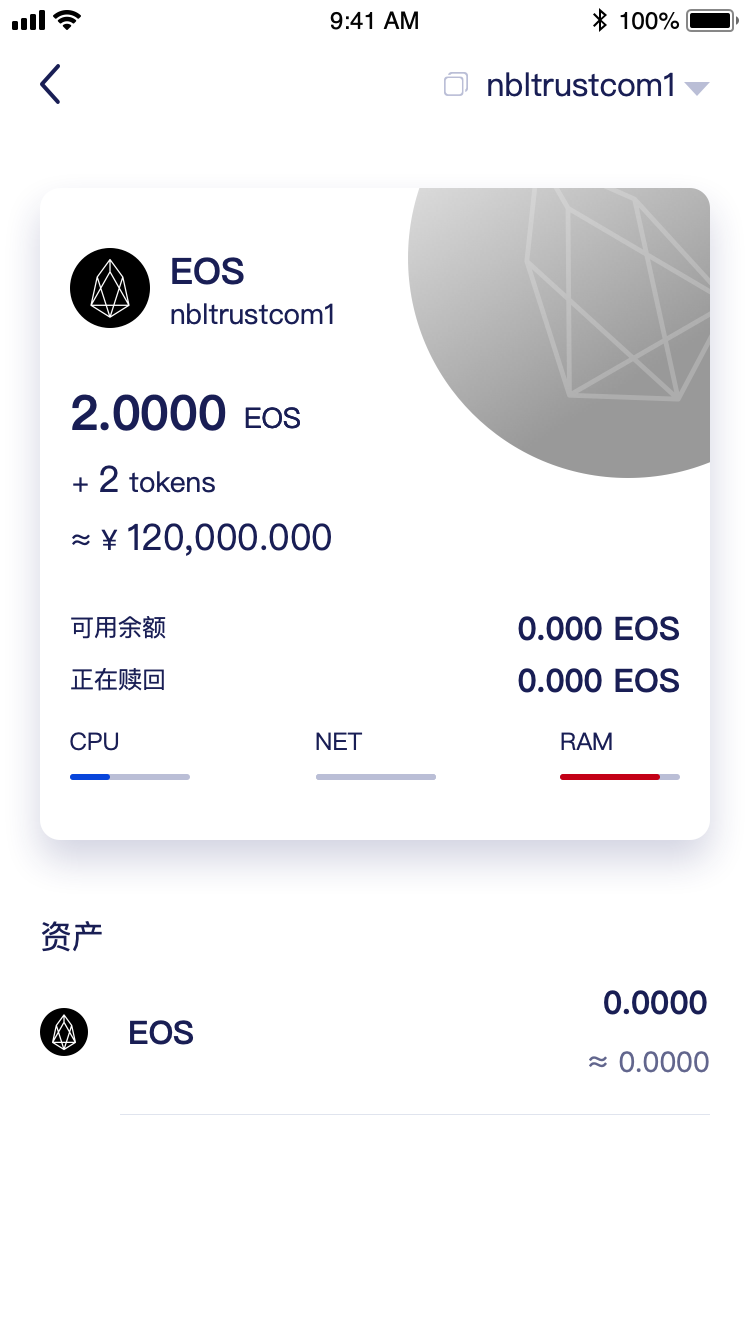 9:41 AM
100%
nbltrustcom1
EOS
nbltrustcom1
2.0000 EOS
+ 2 tokens
≈ ¥ 120,000.000
可用余额 0.000 EOS
正在赎回 0.000 EOS
CPU NET RAM
资产
0.0000
EOS
≈ 0.0000